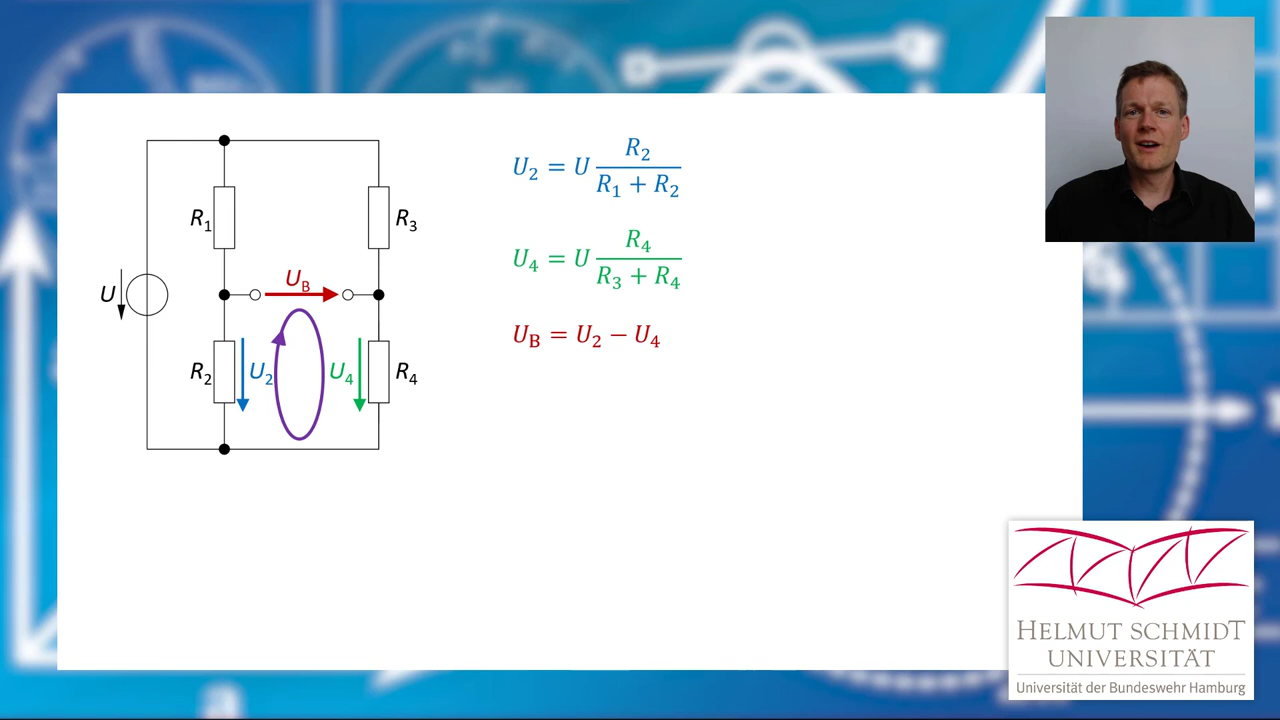 U
R1
R3
UB
R2
U2
U4
R4
U2 = U R2 / (R1 + R2)
U4 = U R4 / (R3 + R4)
UB = U2 − U4
HELMUT SCHMIDT
UNIVERSITÄT
Universität der Bundeswehr Hamburg